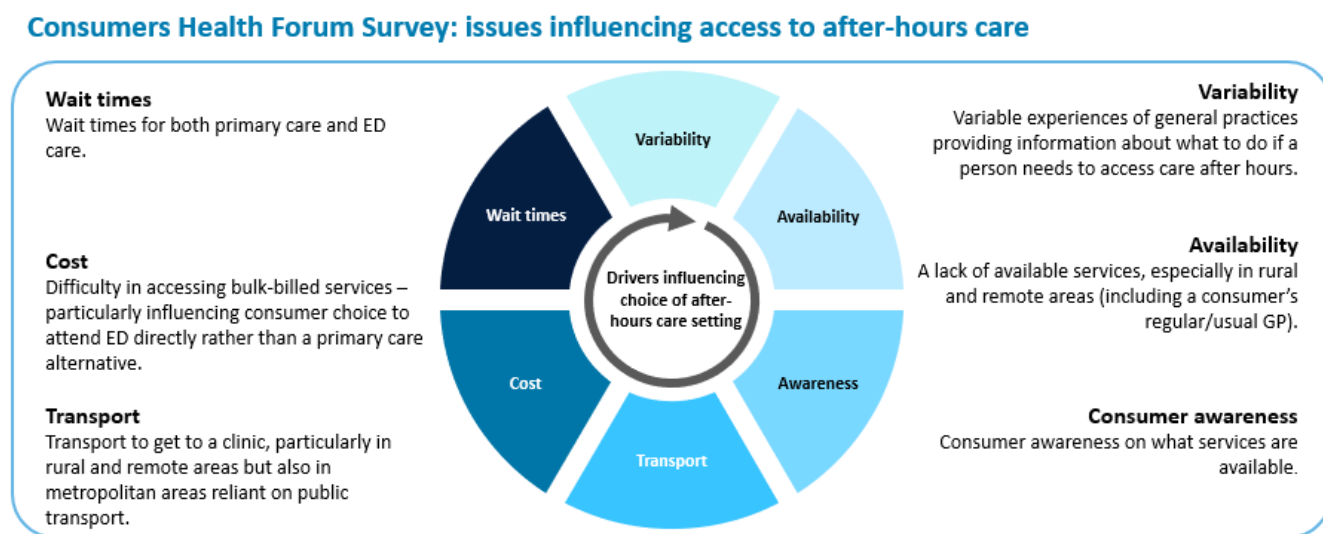 Consumers Health Forum Survey: issues influencing access to after-hours care
Wait times
Wait times for both primary care and ED
care.
Cost
Difficulty in accessing bulk-billed services –
particularly influencing consumer choice to
attend ED directly rather than a primary care
alternative.
Transport
Transport to get to a clinic, particularly in
rural and remote areas but also in
metropolitan areas reliant on public
transport.
Variability
Wait times
Availability
Drivers influencing
choice of after-
hours care setting
Cost
Awareness
Transport
Variability
Variable experiences of general practices
providing information about what to do if a
person needs to access care after hours.
Availability
A lack of available services, especially in rural
and remote areas (including a consumer’s
regular/usual GP).
Consumer awareness
Consumer awareness on what services are
available.